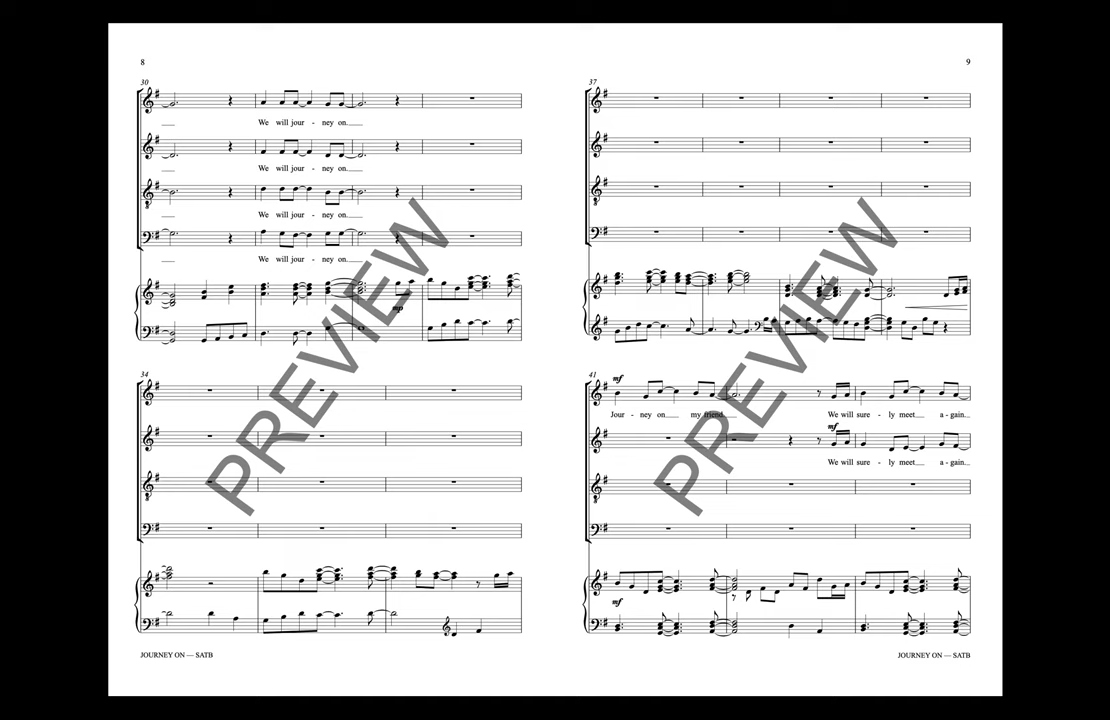 8
30
We will jour - ney on.
We will jour - ney on.
We will jour - ney on.
We will jour - ney on.
mp
34
JOURNEY ON — SATB
PREVIEW
9
37
41
mf
Jour - ney on my friend. We will sure - ly meet a - gain.
mf
We will sure - ly meet a - gain.
mf
JOURNEY ON — SATB
PREVIEW